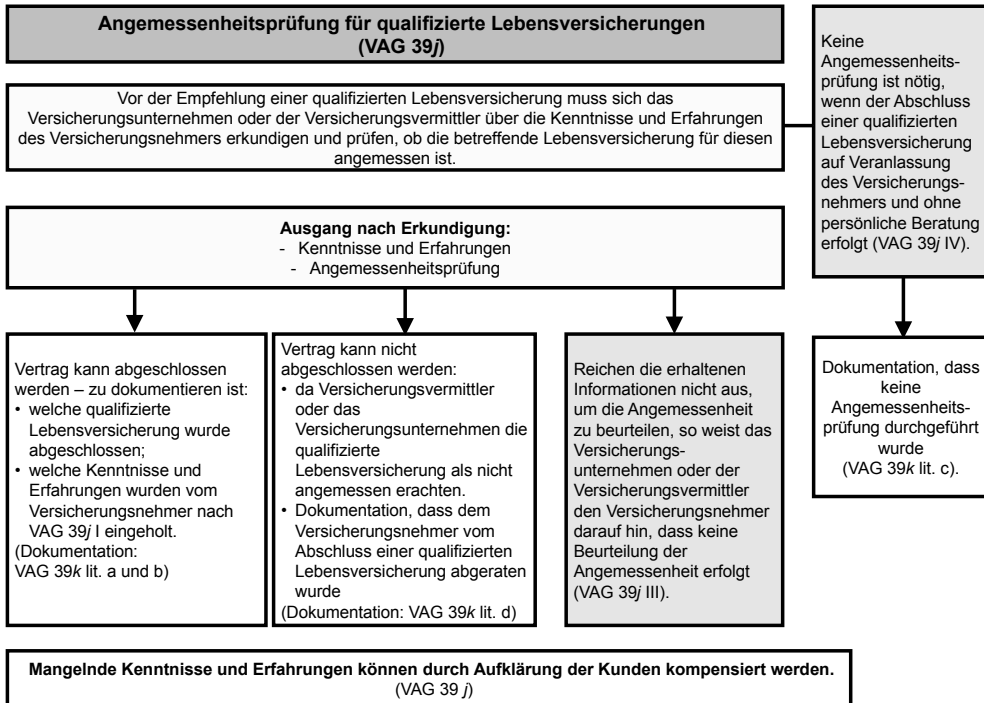 Angemessenheitsprüfung für qualifizierte Lebensversicherungen
(VAG 39j)
Vor der Empfehlung einer qualifizierten Lebensversicherung muss sich das
Versicherungsunternehmen oder der Versicherungsvermittler über die Kenntnisse und Erfahrungen
des Versicherungsnehmers erkundigen und prüfen, ob die betreffende Lebensversicherung für diesen
angemessen ist.
Keine
Angemessenheits-
prüfung ist nötig,
wenn der Abschluss
einer qualifizierten
Lebensversicherung
auf Veranlassung
des Versicherungs-
nehmers und ohne
persönliche Beratung
erfolgt (VAG 39j IV).
Ausgang nach Erkundigung:
- Kenntnisse und Erfahrungen
- Angemessenheitsprüfung
Vertrag kann abgeschlossen
werden – zu dokumentieren ist:
• welche qualifizierte
Lebensversicherung wurde
abgeschlossen;
• welche Kenntnisse und
Erfahrungen wurden vom
Versicherungsnehmer nach
VAG 39j I eingeholt.
(Dokumentation:
VAG 39k lit. a und b)
Vertrag kann nicht
abgeschlossen werden:
• da Versicherungsvermittler
oder das
Versicherungsunternehmen die
qualifizierte
Lebensversicherung als nicht
angemessen erachten.
• Dokumentation, dass dem
Versicherungsnehmer vom
Abschluss einer qualifizierten
Lebensversicherung abgeraten
wurde
(Dokumentation: VAG 39k lit. d)
Reichen die erhaltenen
Informationen nicht aus,
um die Angemessenheit
zu beurteilen, so weist das
Versicherungs-
unternehmen oder der
Versicherungsvermittler
den Versicherungsnehmer
darauf hin, dass keine
Beurteilung der
Angemessenheit erfolgt
(VAG 39j III).
Dokumentation, dass
keine
Angemessenheits-
prüfung durchgeführt
wurde
(VAG 39k lit. c).
Mangelnde Kenntnisse und Erfahrungen können durch Aufklärung der Kunden kompensiert werden.
(VAG 39 j)